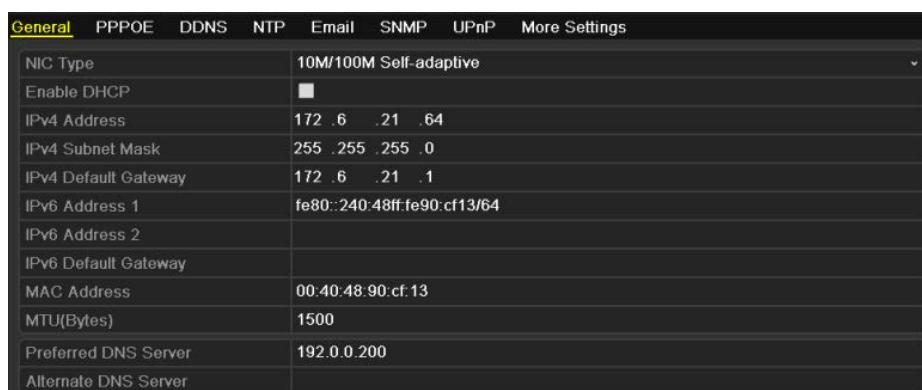 General PPPOE DDNS NTP Email SNMP UPnP More Settings
NIC Type 10M/100M Self-adaptive
Enable DHCP
IPv4 Address 172 .6 .21 .64
IPv4 Subnet Mask 255 .255 .255 .0
IPv4 Default Gateway 172 .6 .21 .1
IPv6 Address 1 fe80::240:48ff:fe90:cf13/64
IPv6 Address 2
IPv6 Default Gateway
MAC Address 00:40:48:90:cf:13
MTU(Bytes) 1500
Preferred DNS Server 192.0.0.200
Alternate DNS Server